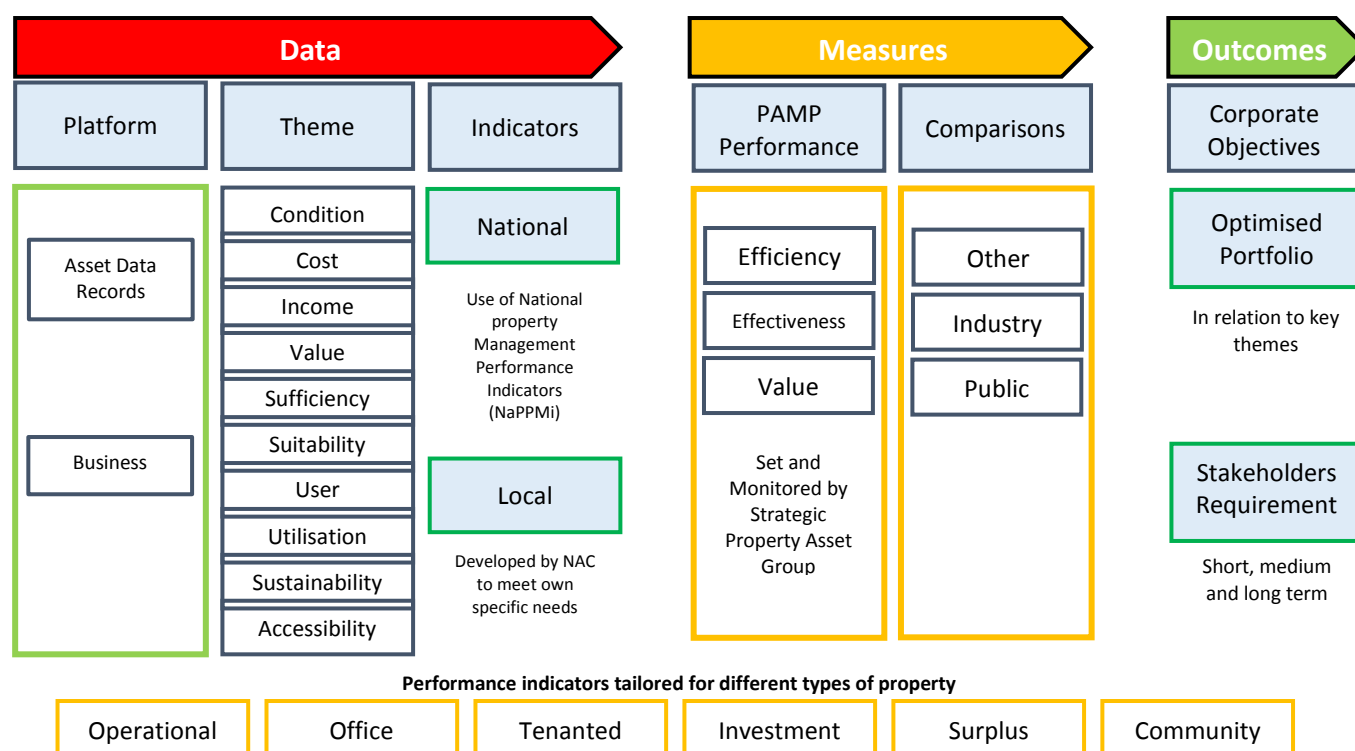 Data
Measures
Outcomes
Platform
Theme
Indicators
PAMP
Performance
Comparisons
Corporate
Objectives
Asset Data
Records
Business
Condition
Cost
Income
Value
Sufficiency
Suitability
User
Utilisation
Sustainability
Accessibility
National
Use of National
property
Management
Performance
Indicators
(NaPPMi)
Local
Developed by NAC
to meet own
specific needs
Efficiency
Effectiveness
Value
Set and
Monitored by
Strategic
Property Asset
Group
Other
Industry
Public
Optimised
Portfolio
In relation to key
themes
Stakeholders
Requirement
Short, medium
and long term
Performance indicators tailored for different types of property
Operational
Office
Tenanted
Investment
Surplus
Community